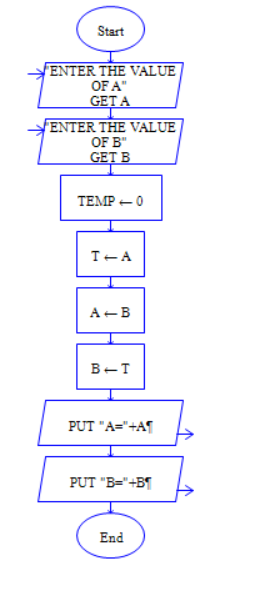 Start
"ENTER THE VALUE
OF A"
GET A
"ENTER THE VALUE
OF B"
GET B
TEMP ← 0
T ← A
A ← B
B ← T
PUT "A="+A¶
PUT "B="+B¶
End